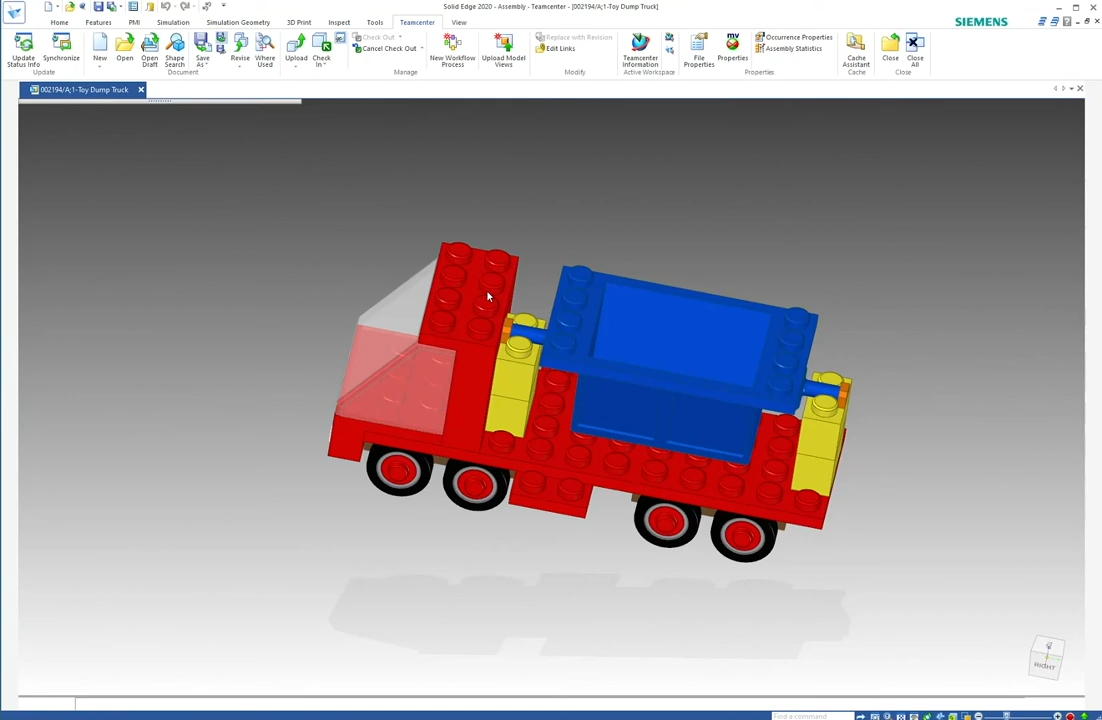 Solid Edge 2020 - Assembly - Teamcenter - [002194/A;1-Toy Dump Truck]
Home Features PMI Simulation Simulation Geometry 3D Print Inspect Tools Teamcenter View
SIEMENS
Update Status Info
Synchronize
Update
New
Open
Open Draft
Shape Search
Save As
Revise
Where Used
Document
Upload
Check In
Check Out
Cancel Check Out
Manage
New Workflow Process
Upload Model Views
Replace with Revision
Edit Links
Modify
Teamcenter Information
Active Workspace
File Properties
mv
Properties
Occurrence Properties
Assembly Statistics
Properties
Cache Assistant
Cache
Close
Close All
Close
002194/A;1-Toy Dump Truck
RIGHT
Find a command